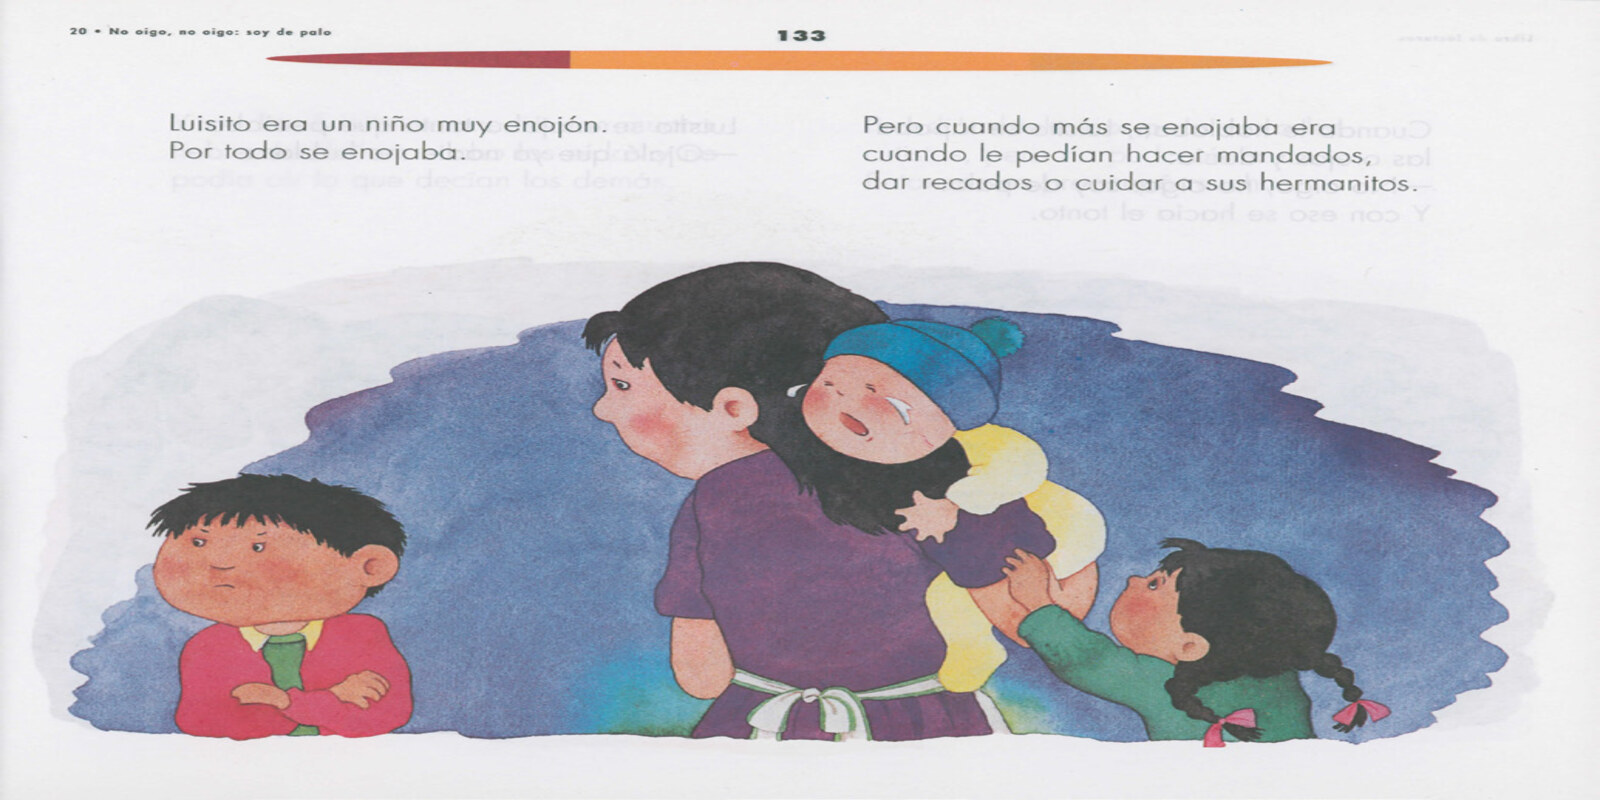 20 • No oigo, no oigo: soy de palo
133
Luisito era un niño muy enojón.
Por todo se enojaba.
Pero cuando más se enojaba era
cuando le pedían hacer mandados,
dar recados o cuidar a sus hermanitos.